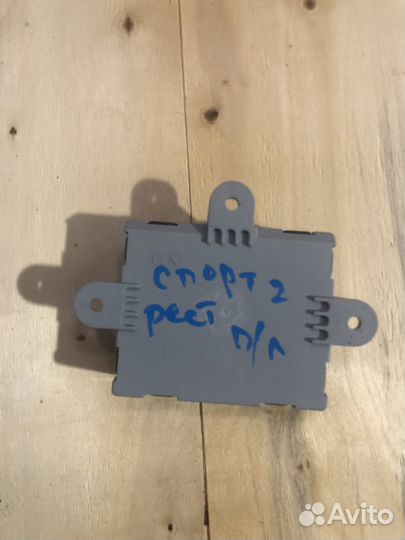 спорт 2
рест
п/л
Avito